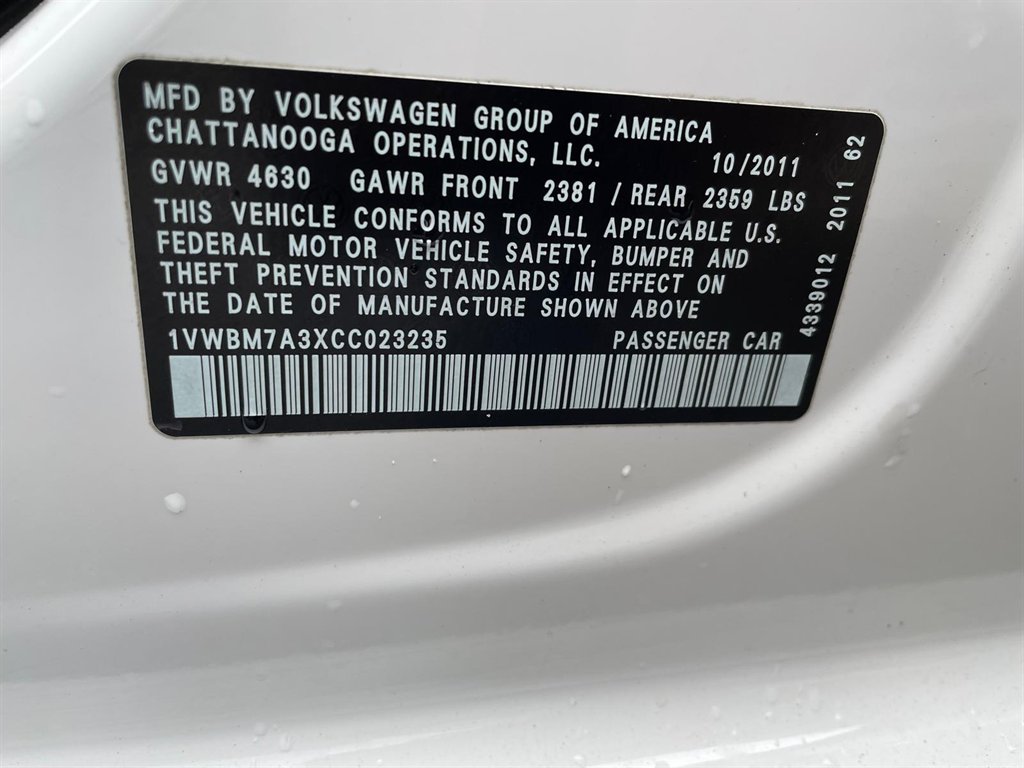 MFD BY VOLKSWAGEN GROUP OF AMERICA
CHATTANOOGA OPERATIONS, LLC. 10/2011
GVWR 4630 GAWR FRONT 2381 / REAR 2359 LBS
THIS VEHICLE CONFORMS TO ALL APPLICABLE U.S.
FEDERAL MOTOR VEHICLE SAFETY, BUMPER AND
THEFT PREVENTION STANDARDS IN EFFECT ON
THE DATE OF MANUFACTURE SHOWN ABOVE
1VWBM7A3XCC023235 PASSENGER CAR
4339012 2011 62